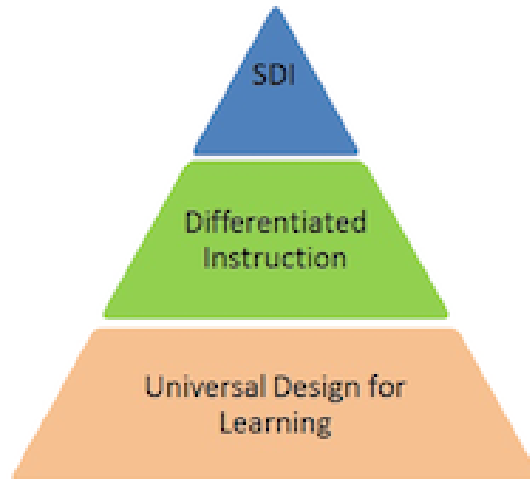 SDI
Differentiated
Instruction
Universal Design for
Learning